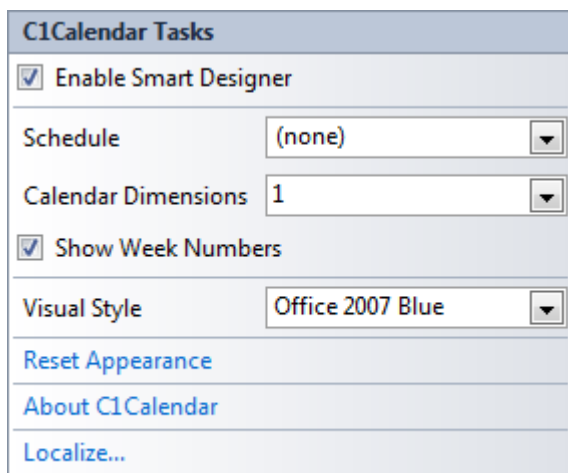 C1Calendar Tasks
Enable Smart Designer
Schedule (none)
Calendar Dimensions 1
Show Week Numbers
Visual Style Office 2007 Blue
Reset Appearance
About C1Calendar
Localize...